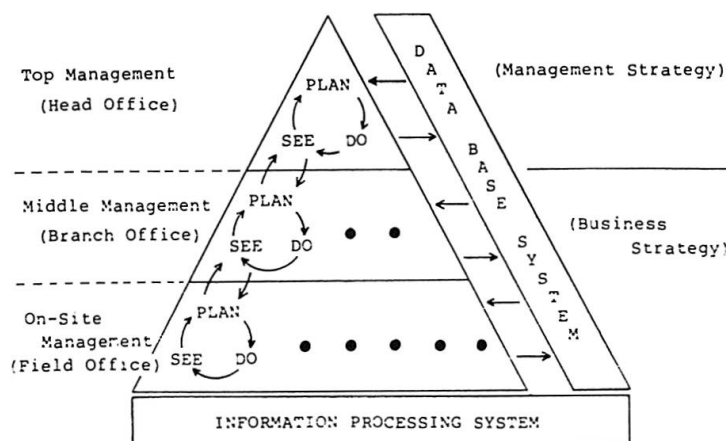 Top Management
(Head Office)
PLAN
SEE DO
DATA BASE SYSTEM
(Management Strategy)
Middle Management
(Branch Office)
PLAN
SEE DO
(Business
Strategy)
On-Site
Management
(Field Office)
PLAN
SEE DO
INFORMATION PROCESSING SYSTEM